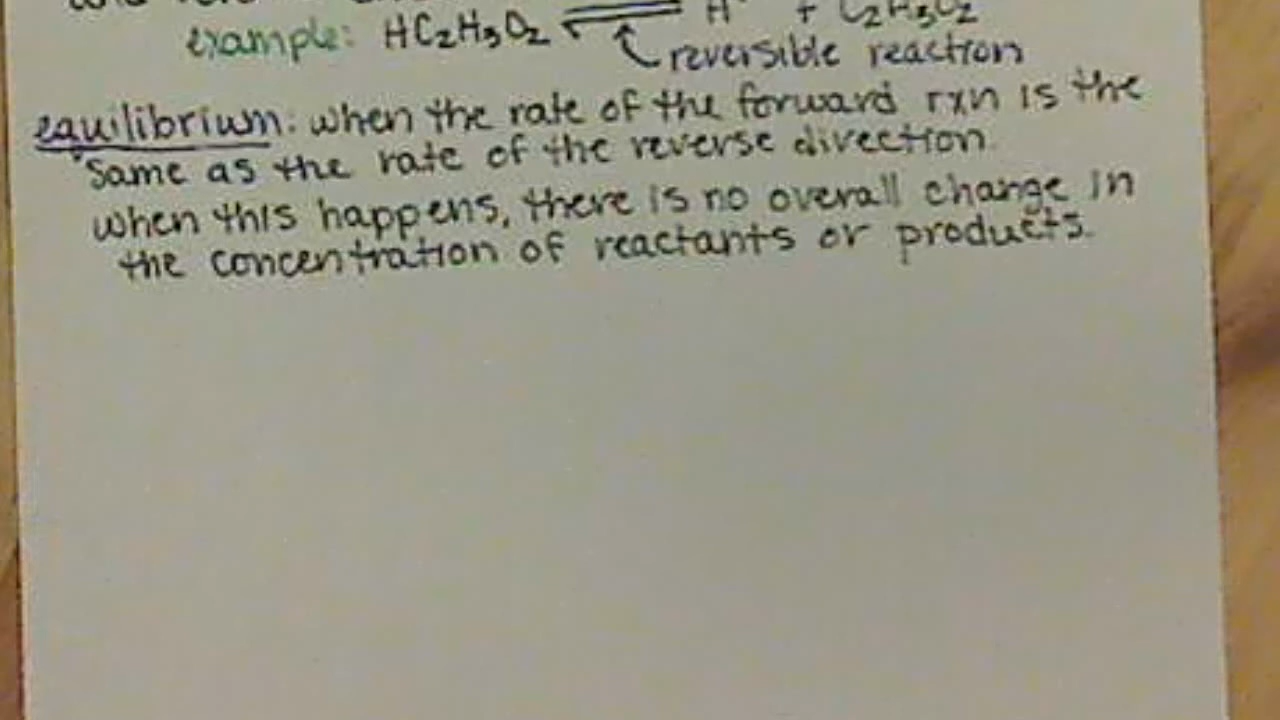 example: HC₂H₃O₂ ⇌ H + C₂H₃O₂
reversible reaction
equilibrium: when the rate of the forward rxn is the
same as the rate of the reverse direction.
when this happens, there is no overall change in
the concentration of reactants or products.